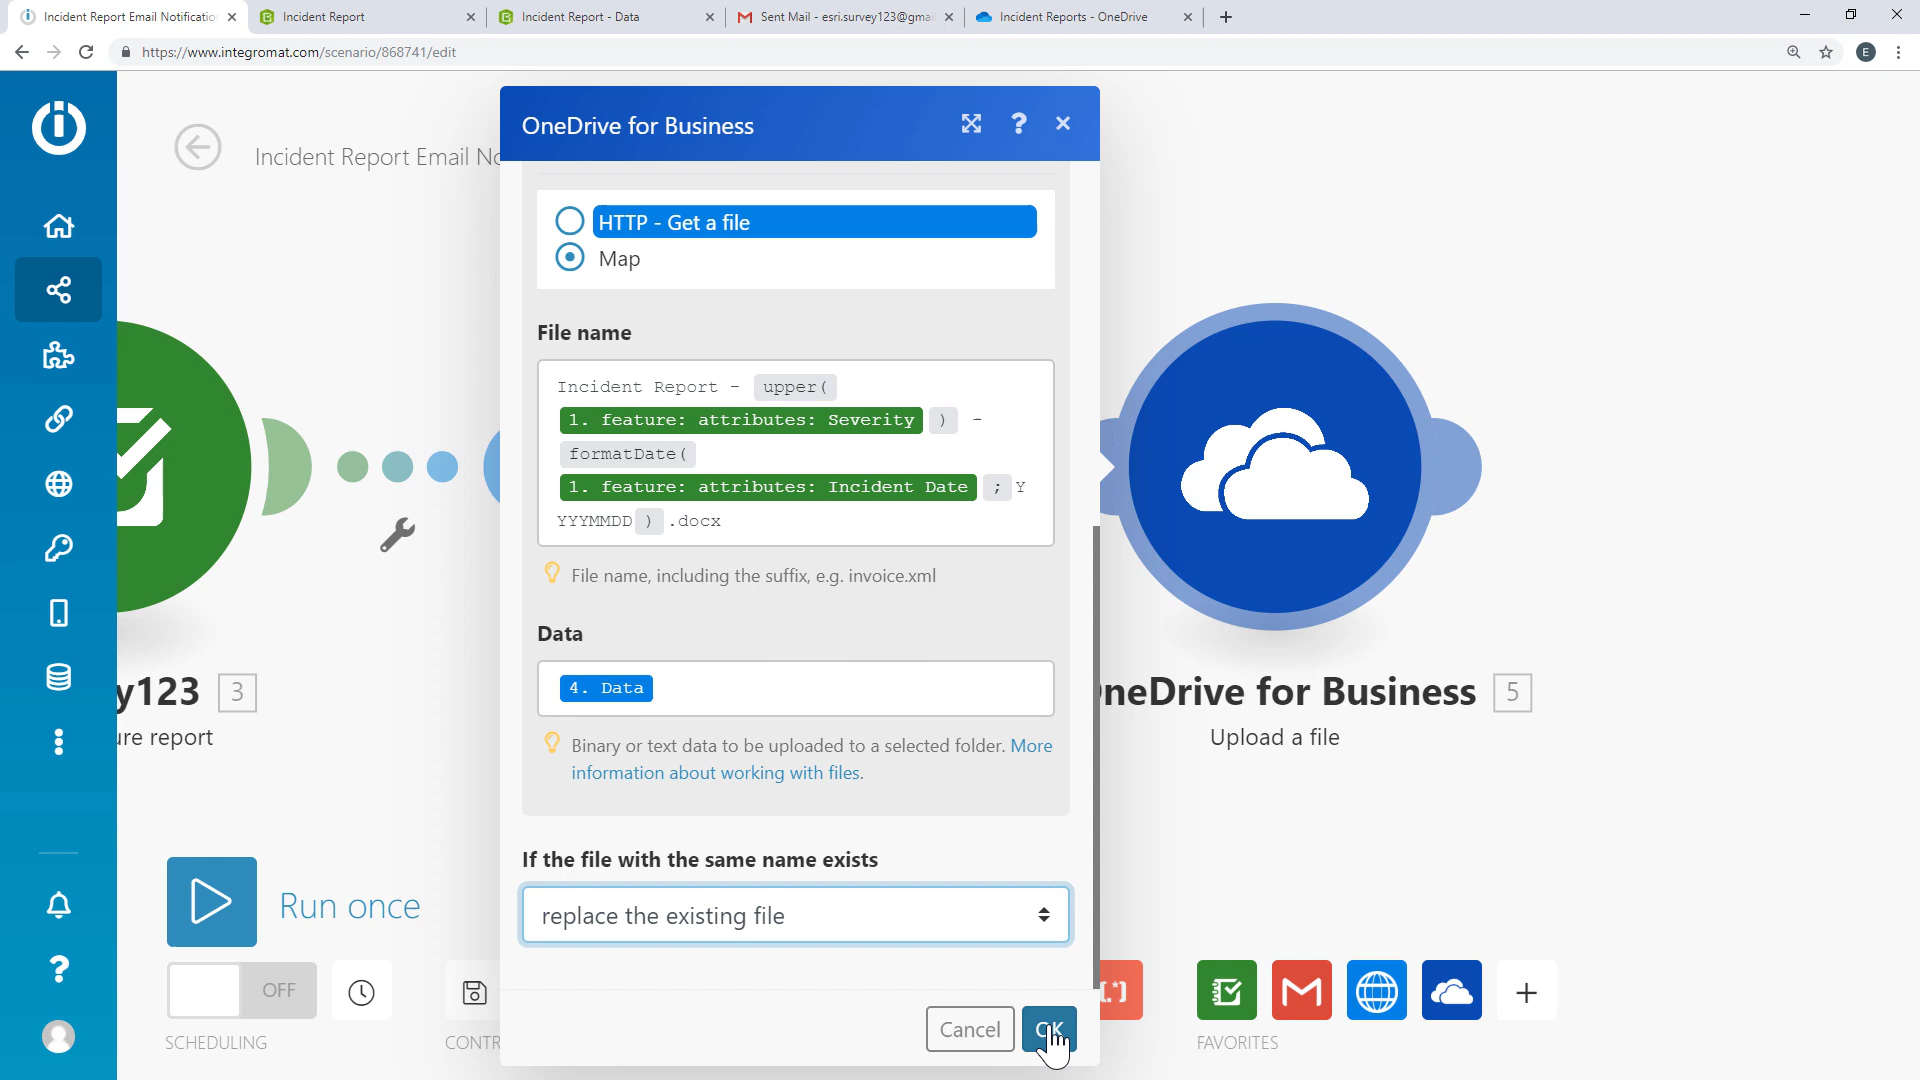 Incident Report Email Notification
Incident Report
Incident Report - Data
Sent Mail - esri.survey123@gmai
Incident Reports - OneDrive
https://www.integromat.com/scenario/868741/edit
E
Incident Report Email No
OneDrive for Business
?
HTTP - Get a file
Map
File name
Incident Report - upper(
1. feature: attributes: Severity ) -
formatDate(
1. feature: attributes: Incident Date ; Y
YYYMMDD ) .docx
File name, including the suffix, e.g. invoice.xml
Data
4. Data
Binary or text data to be uploaded to a selected folder. More
information about working with files.
If the file with the same name exists
replace the existing file
Cancel
OK
y123 3
ure report
OneDrive for Business 5
Upload a file
Run once
OFF
SCHEDULING
CONTR
FAVORITES